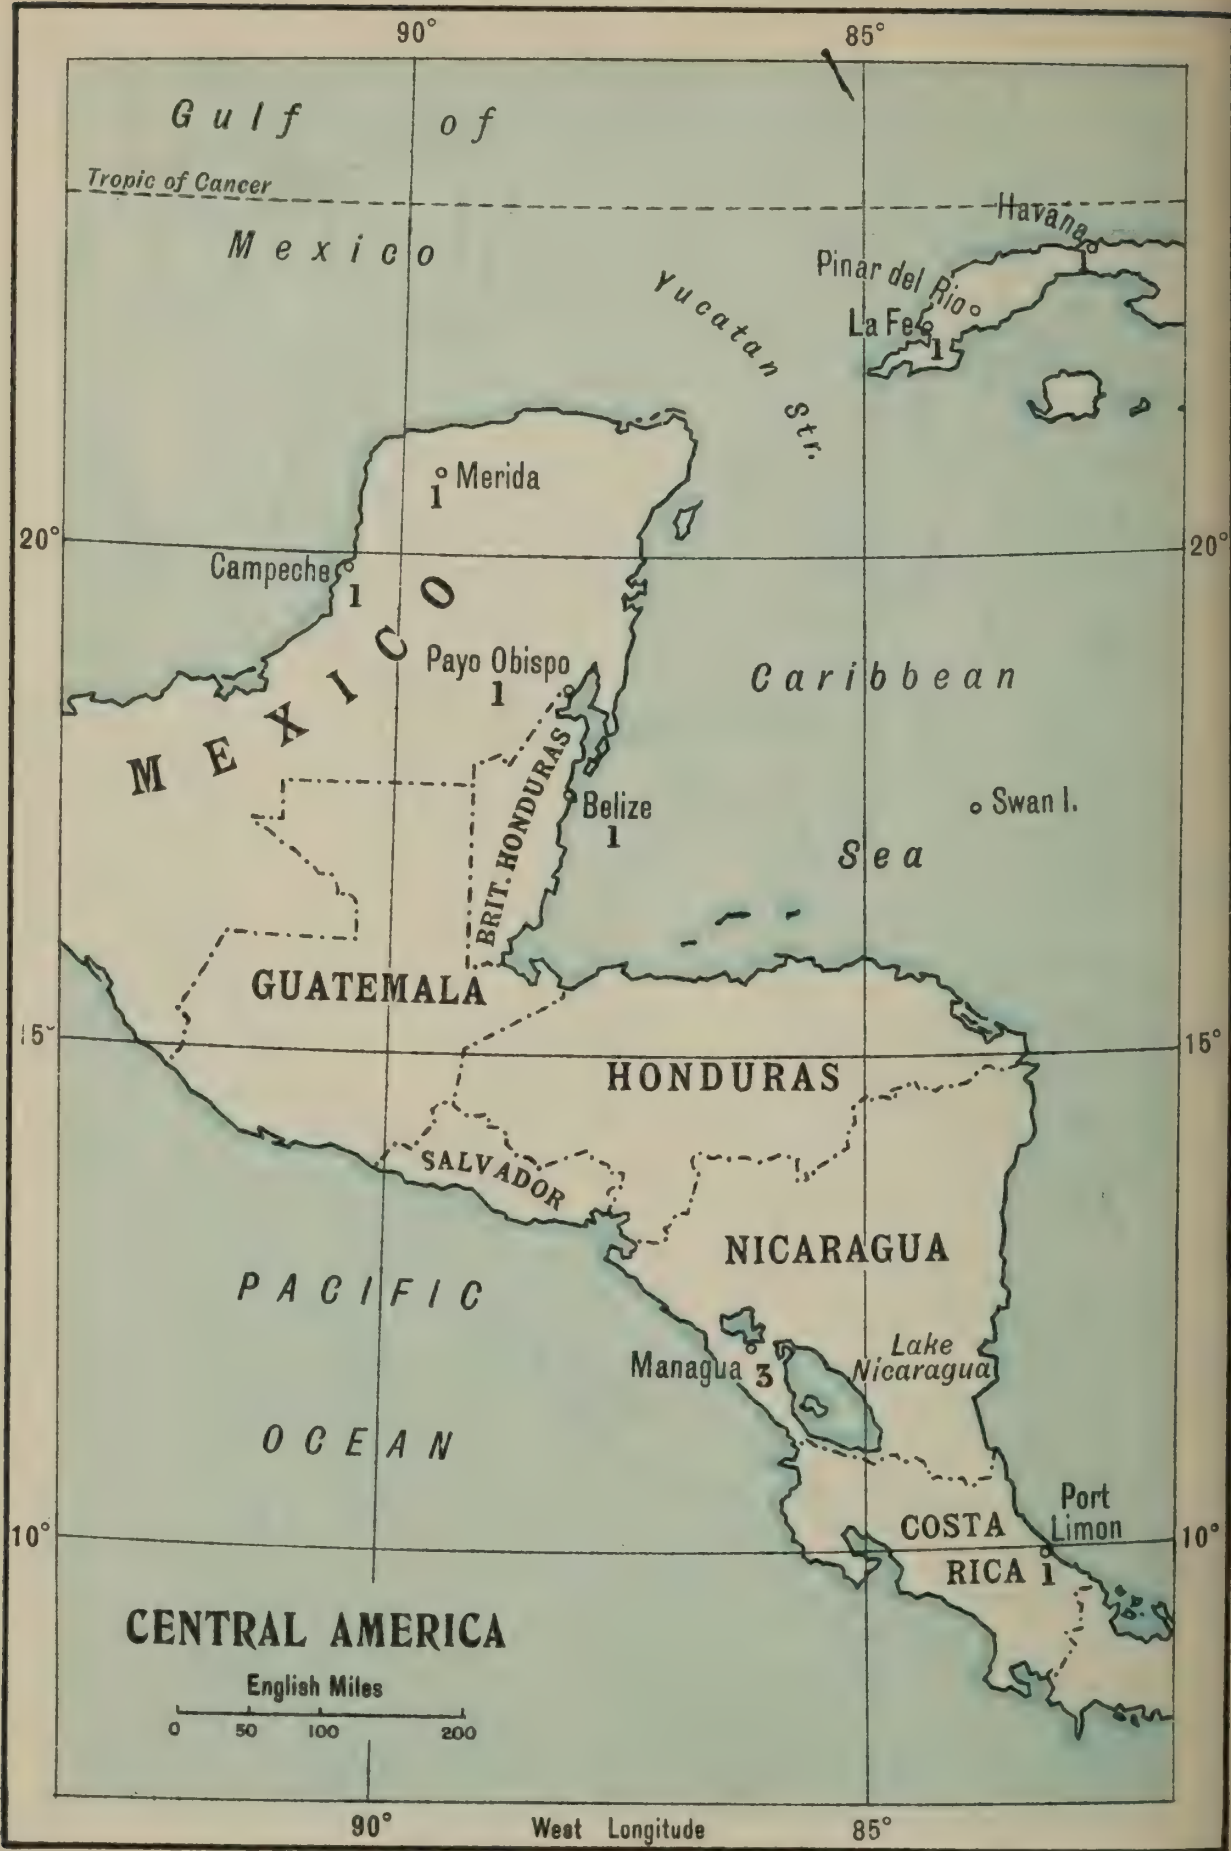 90° 85°
Gulf of
Tropic of Cancer
Mexico
Havana
Pinar del Rio
La Fe
1
Yucatan Str.
Merida
1
20° 20°
Campeche
1
MEXICO
Payo Obispo
1
Caribbean
Sea
BRIT. HONDURAS
Belize
1
Swan I.
GUATEMALA
15° 15°
HONDURAS
SALVADOR
NICARAGUA
PACIFIC
OCEAN
Managua 3
Lake
Nicaragua
Port
Limon
10° 10°
COSTA
RICA 1
CENTRAL AMERICA
English Miles
0 50 100 200
90° West Longitude 85°